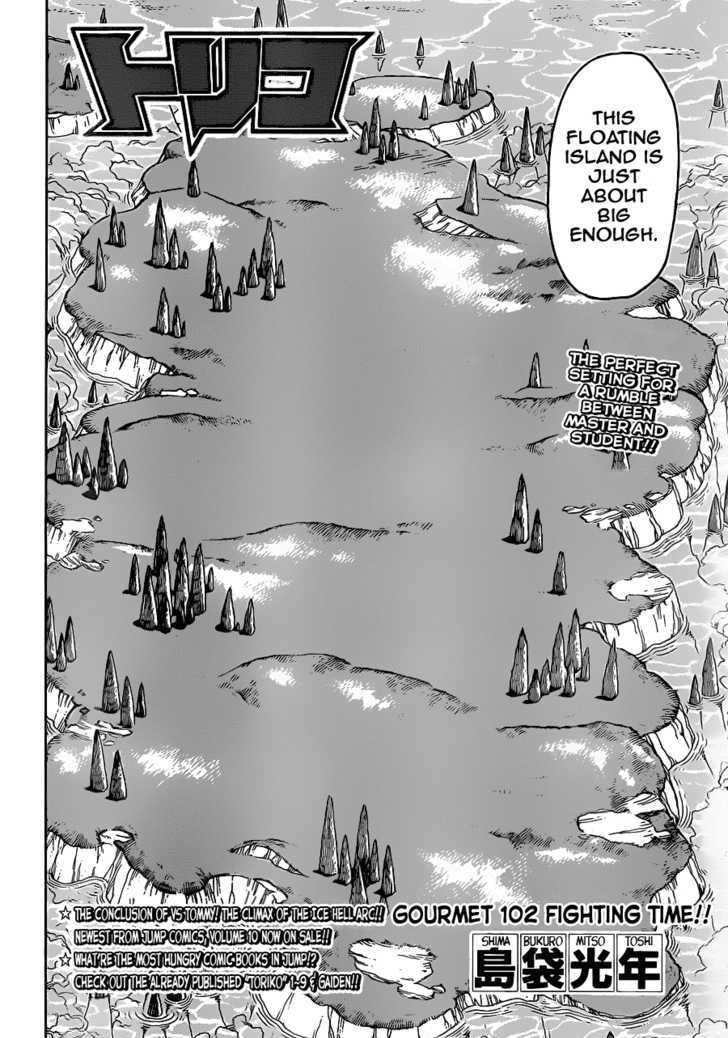 トリコ
THIS
FLOATING
ISLAND IS
JUST
ABOUT
BIG
ENOUGH.
THE PERFECT
SETTING FOR
A RUMBLE
BETWEEN
MASTER AND
STUDENT!!
☆ THE CONCLUSION OF VS TOMMY! THE CLIMAX OF THE ICE HELL ARC!!
NEWEST FROM JUMP COMICS, VOLUME 10 NOW ON SALE!!
☆ WHAT'RE THE MOST HUNGRY COMIC BOOKS IN JUMP!?
CHECK OUT THE ALREADY PUBLISHED "TORIKO" 1-9 & GAIDEN!!
GOURMET 102 FIGHTING TIME!!
SHIMA BUKURO MITSO TOSHI
島袋光年